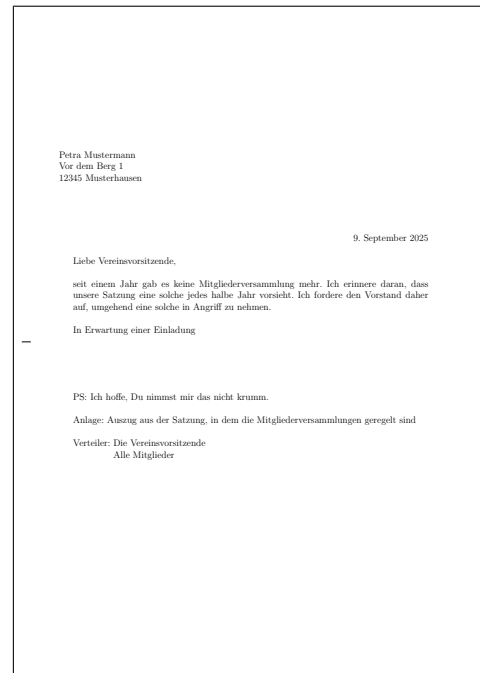 Petra Mustermann
Vor dem Berg 1
12345 Musterhausen
9. September 2025
Liebe Vereinsvorsitzende,
seit einem Jahr gab es keine Mitgliederversammlung mehr. Ich erinnere daran, dass
unsere Satzung eine solche jedes halbe Jahr vorsieht. Ich fordere den Vorstand daher
auf, umgehend eine solche in Angriff zu nehmen.
In Erwartung einer Einladung
PS: Ich hoffe, Du nimmst mir das nicht krumm.
Anlage: Auszug aus der Satzung, in dem die Mitgliederversammlungen geregelt sind
Verteiler: Die Vereinsvorsitzende
Alle Mitglieder